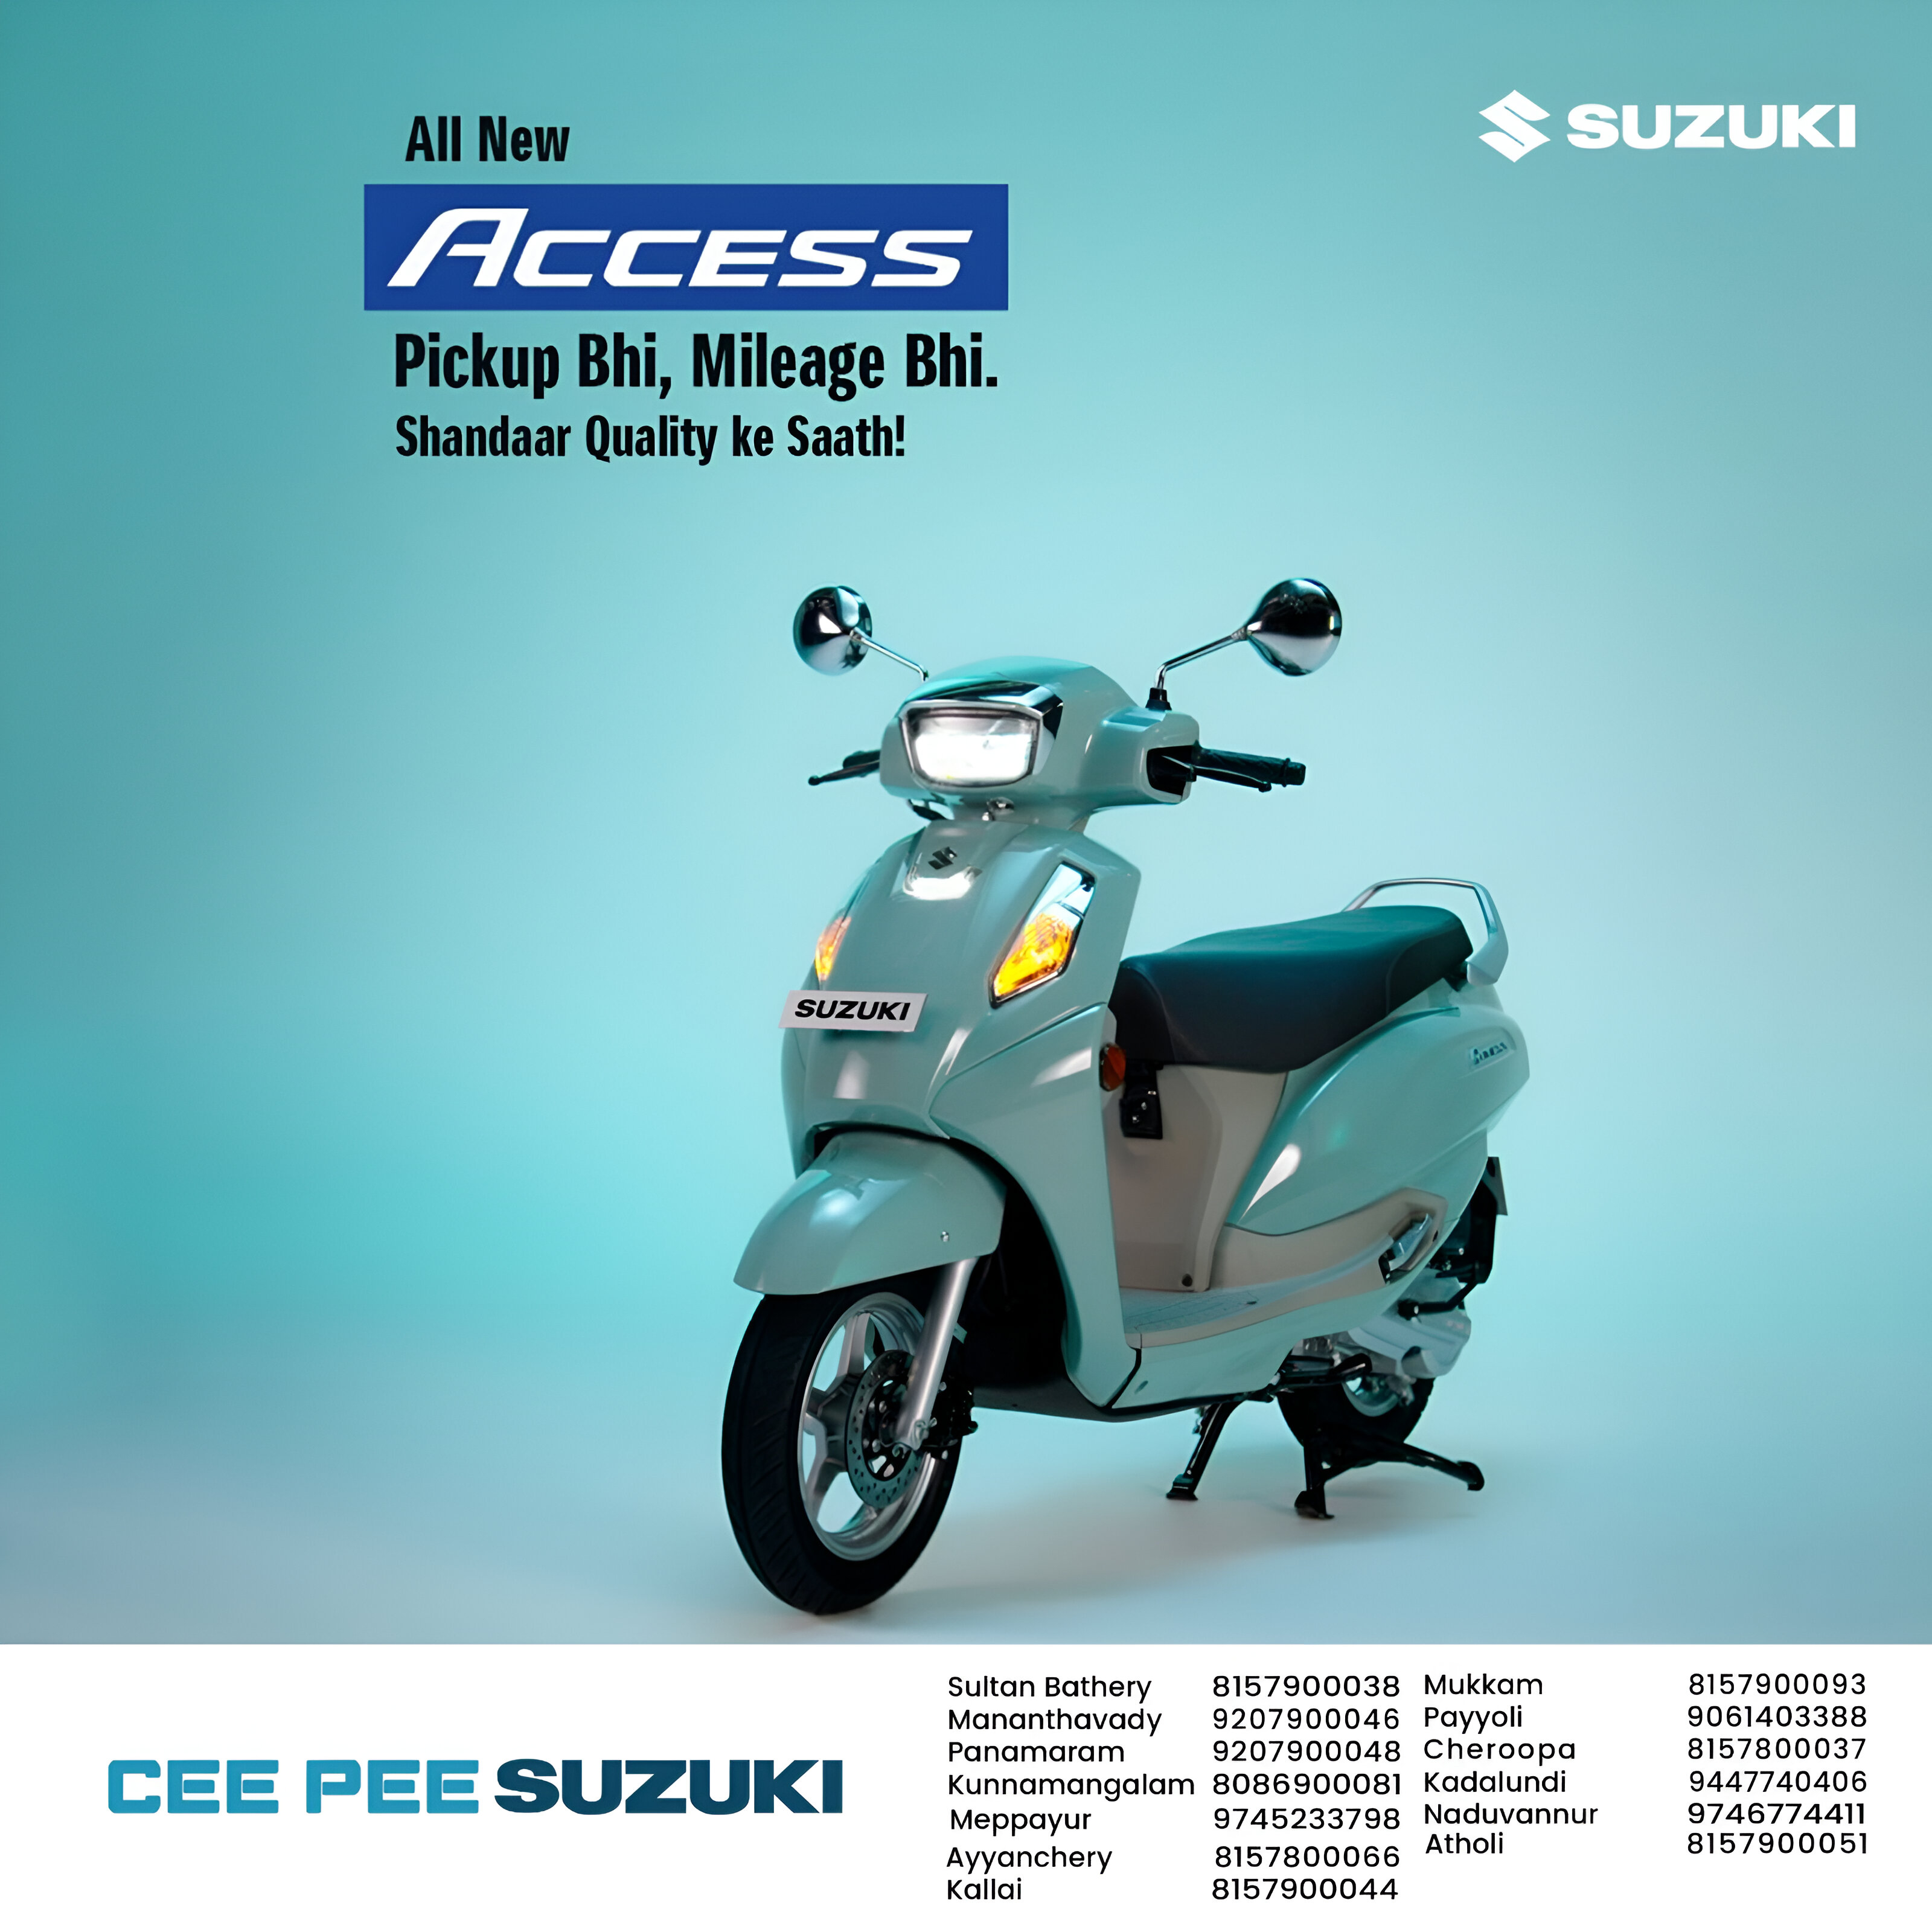 All New
SUZUKI
ACCESS
Pickup Bhi, Mileage Bhi.
Shandaar Quality ke Saath!
SUZUKI
Access
CEE PEE SUZUKI
Sultan Bathery 8157900038
Mananthavady 9207900046
Panamaram 9207900048
Kunnamangalam 8086900081
Meppayur 9745233798
Ayyanchery 8157800066
Kallai 8157900044
Mukkam 8157900093
Payyoli 9061403388
Cheroopa 8157800037
Kadalundi 9447740406
Naduvannur 9746774411
Atholi 8157900051